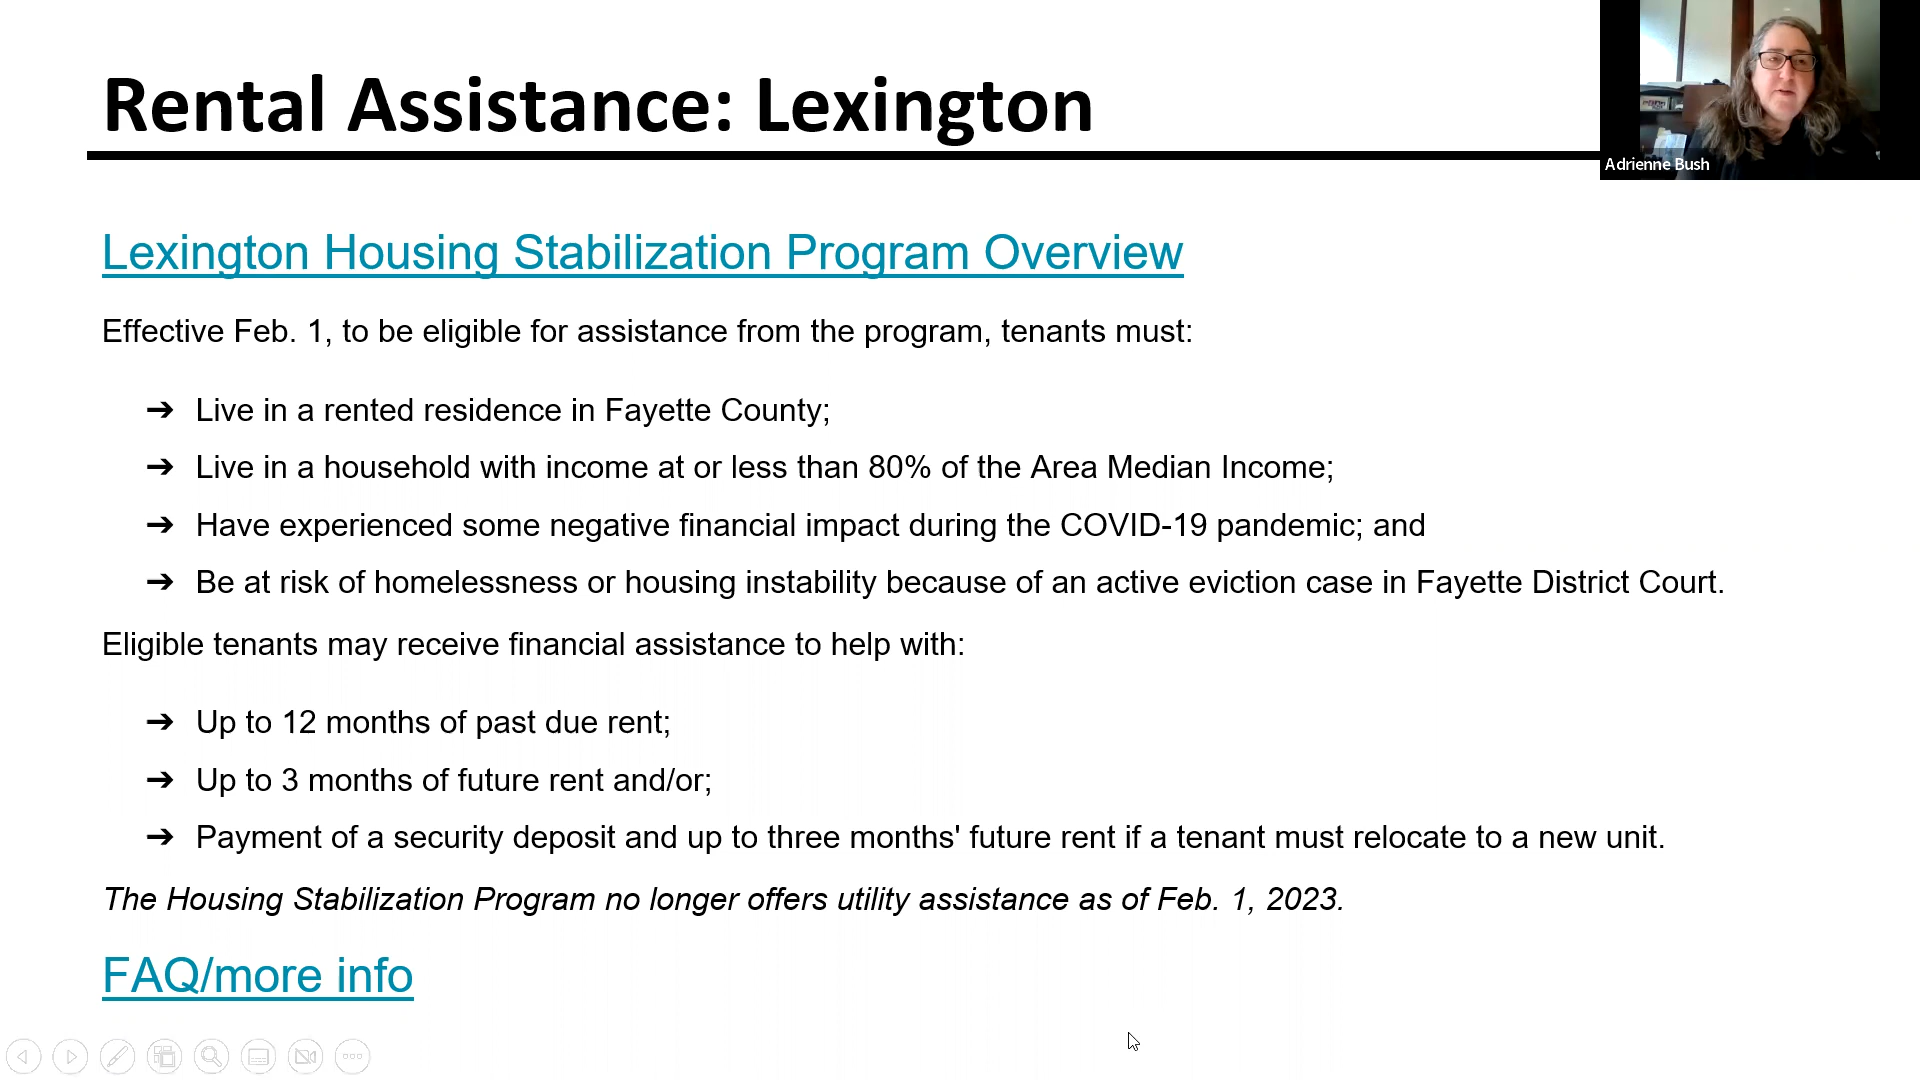 Rental Assistance: Lexington
Adrienne Bush
Lexington Housing Stabilization Program Overview
Effective Feb. 1, to be eligible for assistance from the program, tenants must:
➔ Live in a rented residence in Fayette County;
➔ Live in a household with income at or less than 80% of the Area Median Income;
➔ Have experienced some negative financial impact during the COVID-19 pandemic; and
➔ Be at risk of homelessness or housing instability because of an active eviction case in Fayette District Court.
Eligible tenants may receive financial assistance to help with:
➔ Up to 12 months of past due rent;
➔ Up to 3 months of future rent and/or;
➔ Payment of a security deposit and up to three months' future rent if a tenant must relocate to a new unit.
The Housing Stabilization Program no longer offers utility assistance as of Feb. 1, 2023.
FAQ/more info